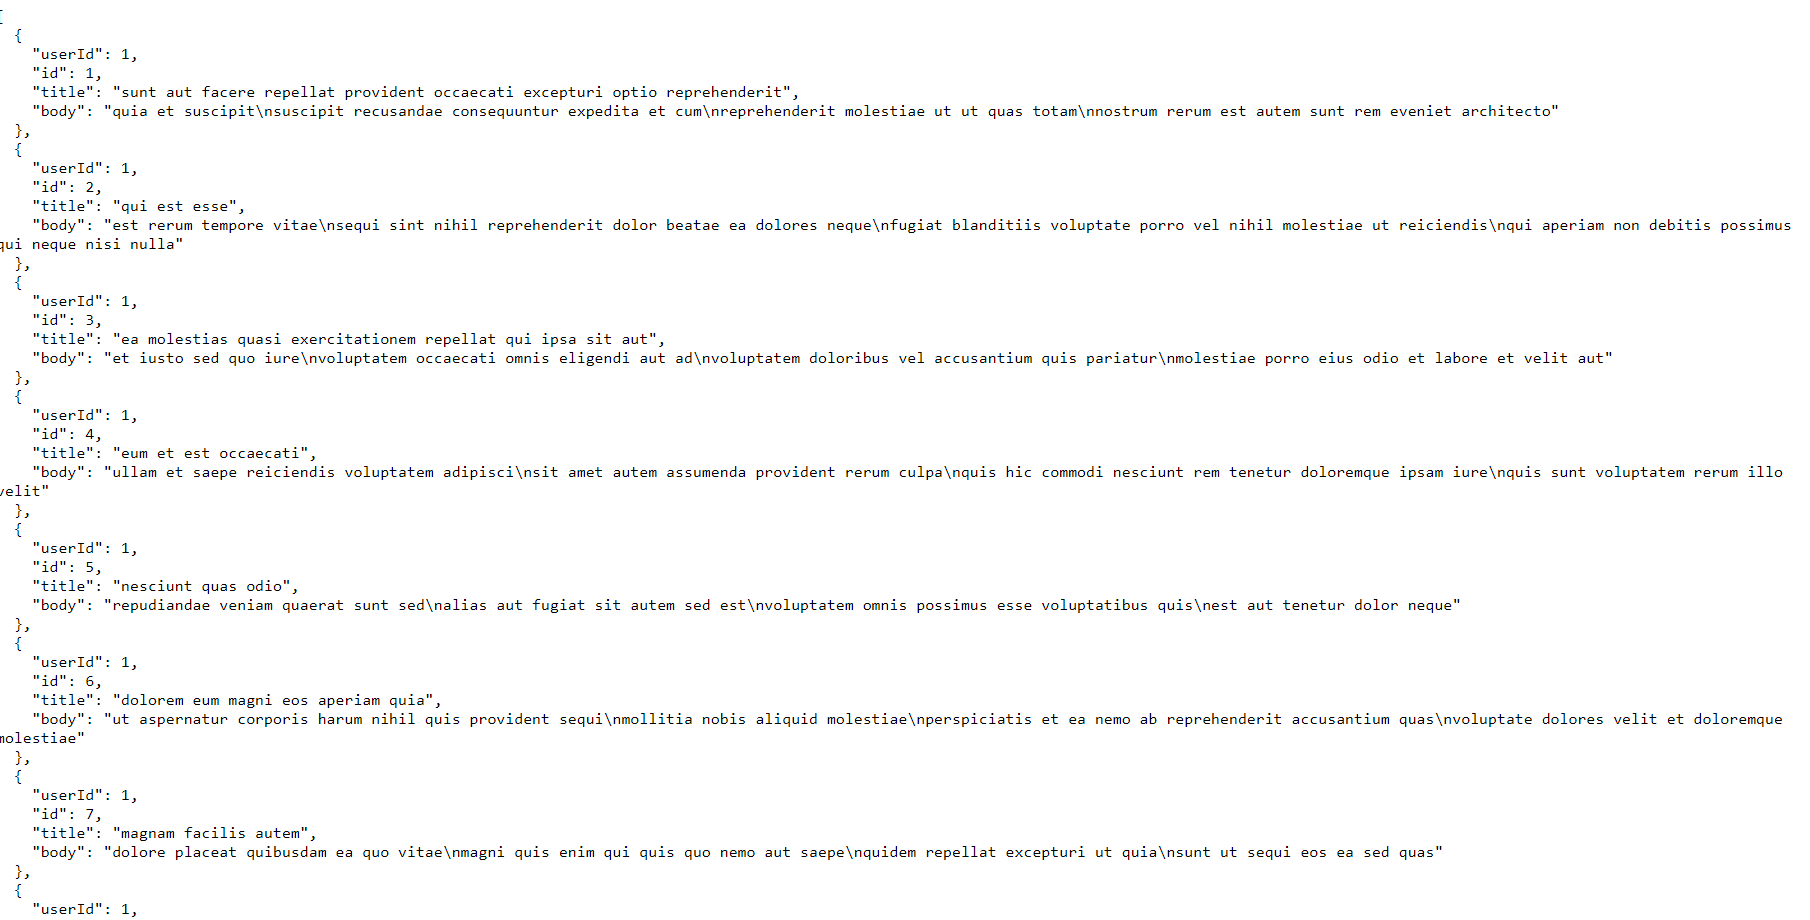 [
{
"userId": 1,
"id": 1,
"title": "sunt aut facere repellat provident occaecati excepturi optio reprehenderit",
"body": "quia et suscipit\nsuscipit recusandae consequuntur expedita et cum\nreprehenderit molestiae ut ut quas totam\nnostrum rerum est autem sunt rem eveniet architecto"
},
{
"userId": 1,
"id": 2,
"title": "qui est esse",
"body": "est rerum tempore vitae\nsequi sint nihil reprehenderit dolor beatae ea dolores neque\nfugiat blanditiis voluptate porro vel nihil molestiae ut reiciendis\nqui aperiam non debitis possimus
qui neque nisi nulla"
},
{
"userId": 1,
"id": 3,
"title": "ea molestias quasi exercitationem repellat qui ipsa sit aut",
"body": "et iusto sed quo iure\nvoluptatem occaecati omnis eligendi aut ad\nvoluptatem doloribus vel accusantium quis pariatur\nmolestiae porro eius odio et labore et velit aut"
},
{
"userId": 1,
"id": 4,
"title": "eum et est occaecati",
"body": "ullam et saepe reiciendis voluptatem adipisci\nsit amet autem assumenda provident rerum culpa\nquis hic commodi nesciunt rem tenetur doloremque ipsam iure\nquis sunt voluptatem rerum illo
velit"
},
{
"userId": 1,
"id": 5,
"title": "nesciunt quas odio",
"body": "repudiandae veniam quaerat sunt sed\nalias aut fugiat sit autem sed est\nvoluptatem omnis possimus esse voluptatibus quis\nest aut tenetur dolor neque"
},
{
"userId": 1,
"id": 6,
"title": "dolorem eum magni eos aperiam quia",
"body": "ut aspernatur corporis harum nihil quis provident sequi\nmollitia nobis aliquid molestiae\nperspiciatis et ea nemo ab reprehenderit accusantium quas\nvoluptate dolores velit et doloremque
molestiae"
},
{
"userId": 1,
"id": 7,
"title": "magnam facilis autem",
"body": "dolore placeat quibusdam ea quo vitae\nmagni quis enim qui quis quo nemo aut saepe\nquidem repellat excepturi ut quia\nsunt ut sequi eos ea sed quas"
},
{
"userId": 1,